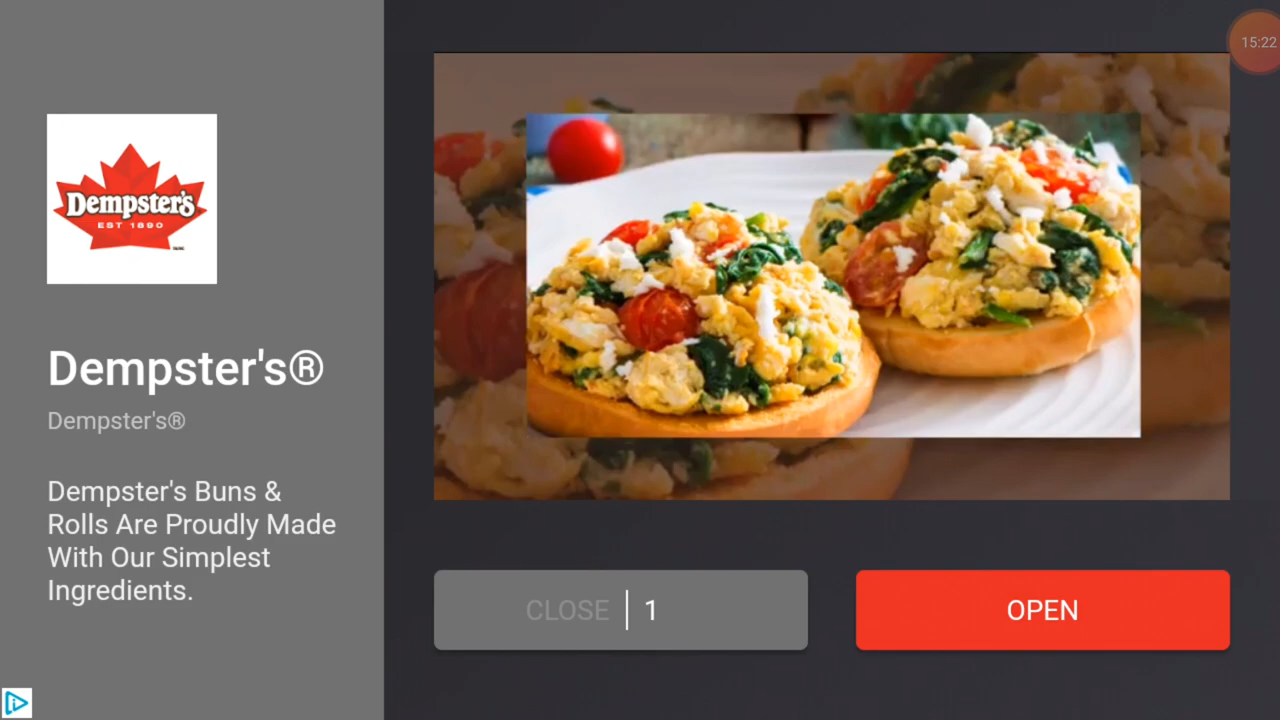 15:22
Dempster's
EST 1890
Dempster's®
Dempster's®
Dempster's Buns &
Rolls Are Proudly Made
With Our Simplest
Ingredients.
CLOSE | 1
OPEN